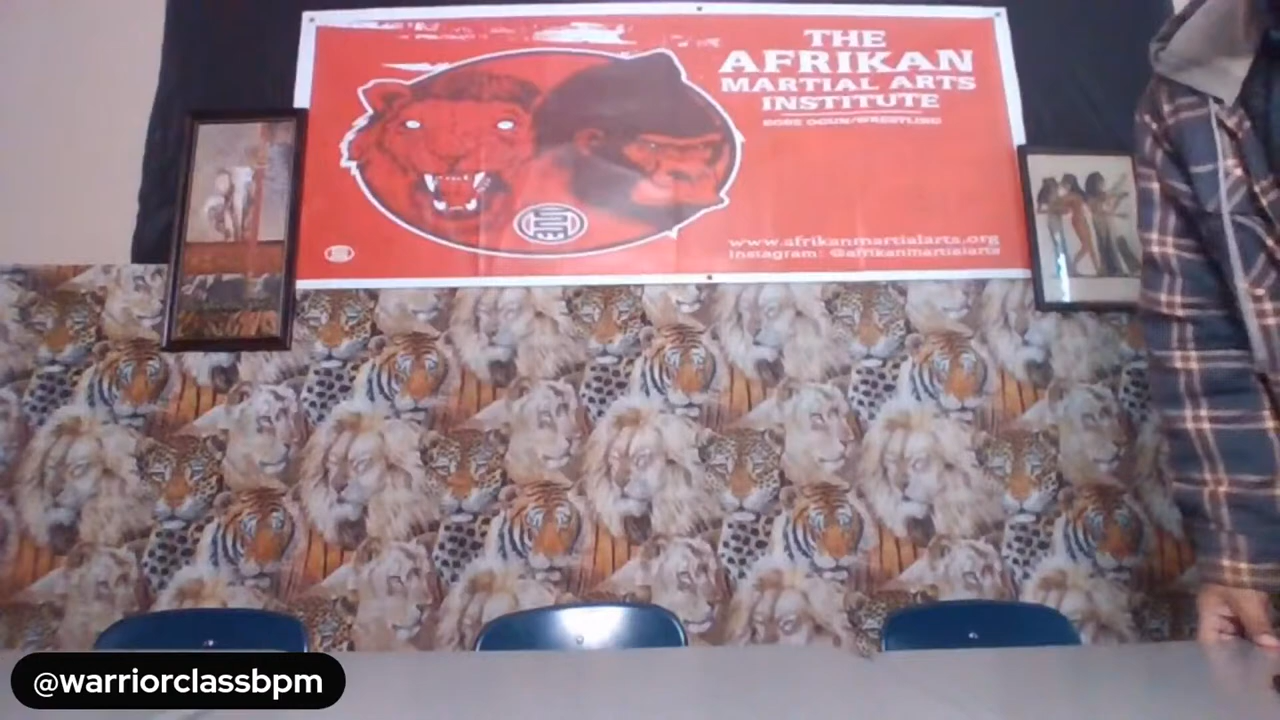 THE
AFRIKAN
MARTIAL ARTS
INSTITUTE
www.afrikanmartialarts.org
Instagram: @afrikanmartialarts
@warriorclassbpm